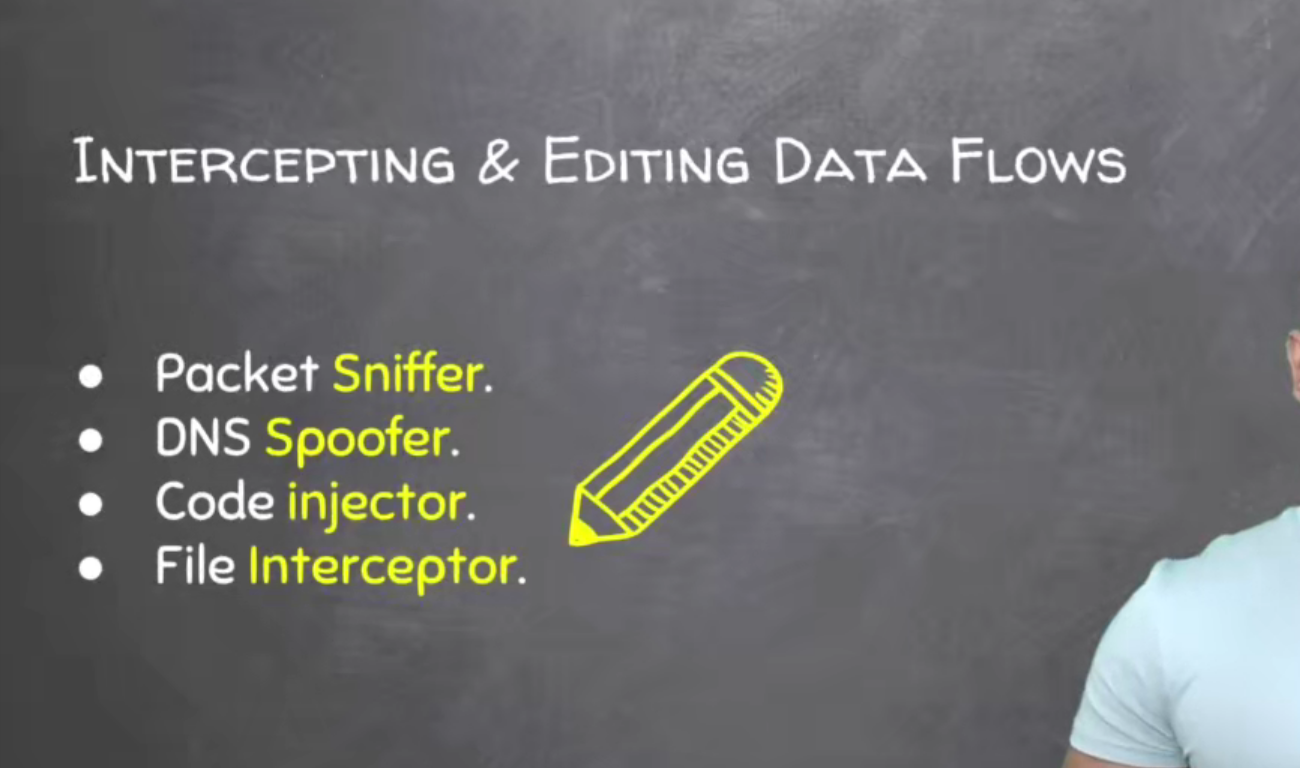 Intercepting & Editing Data Flows
● Packet Sniffer.
● DNS Spoofer.
● Code injector.
● File Interceptor.